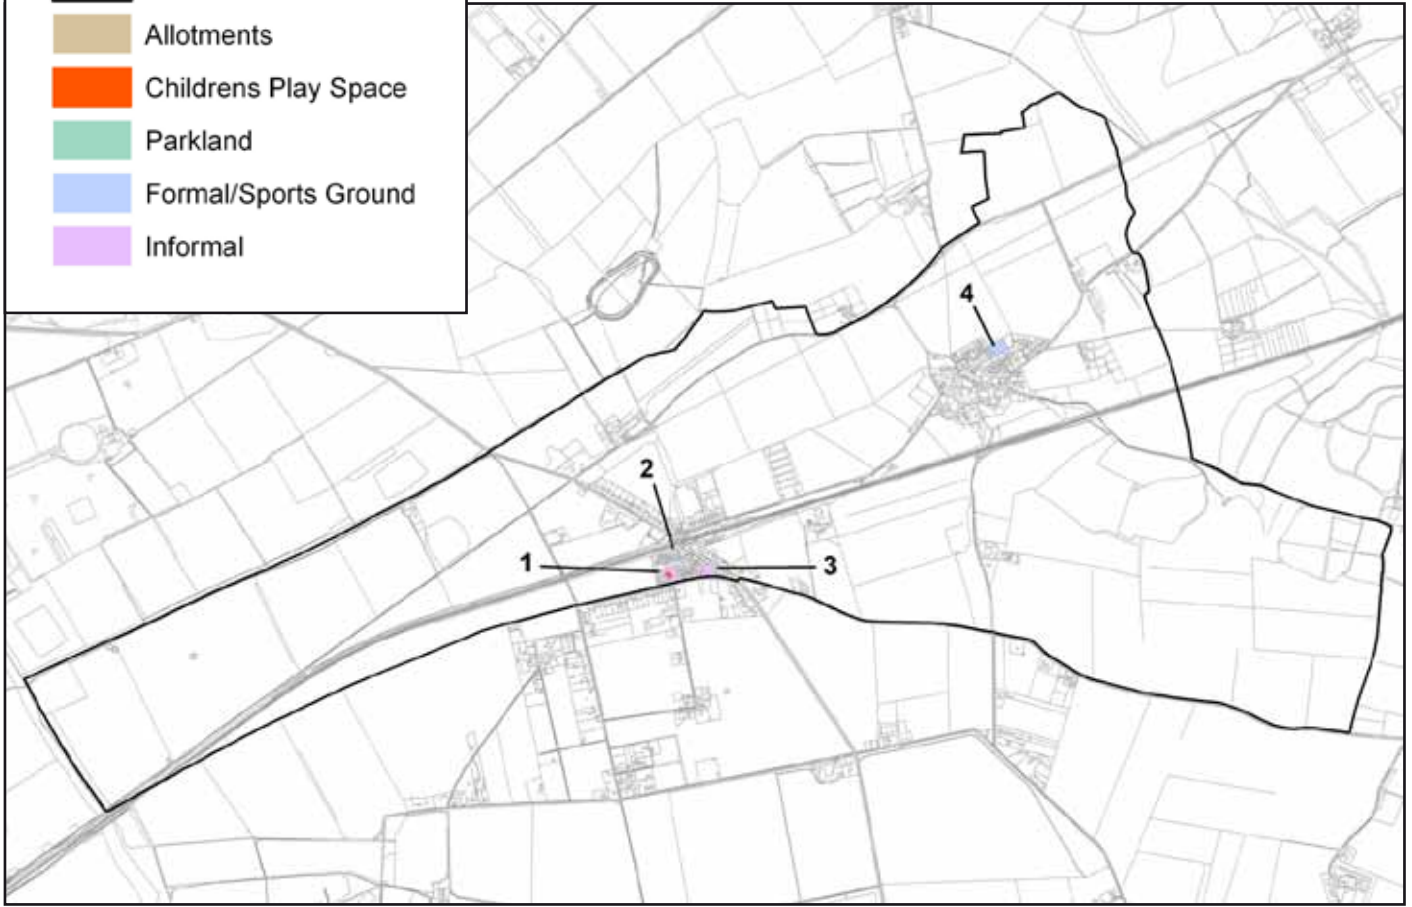 Allotments
Childrens Play Space
Parkland
Formal/Sports Ground
Informal
4
2
1
3